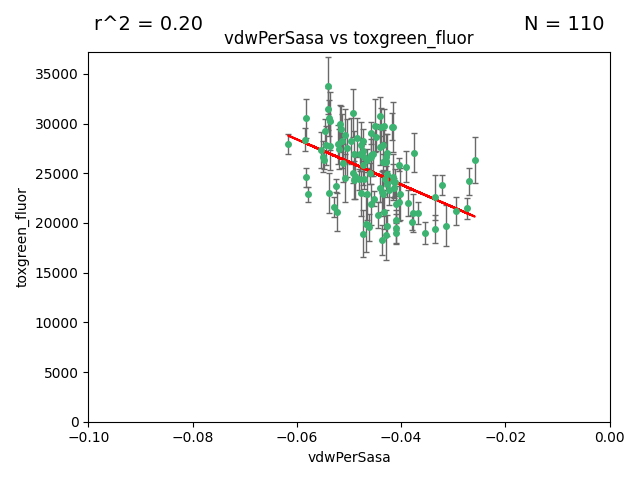 r^2 = 0.20
N = 110
vdwPerSasa vs toxgreen_fluor
35000
30000
25000
20000
15000
10000
5000
0
toxgreen_fluor
−0.10
−0.08
−0.06
−0.04
−0.02
0.00
vdwPerSasa